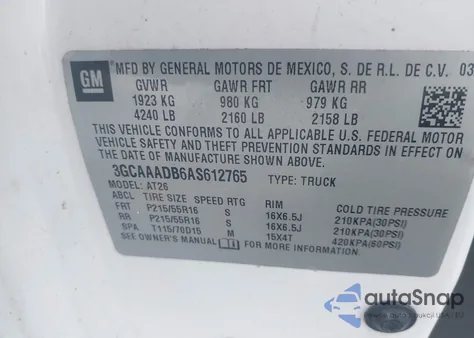 GM MFD BY GENERAL MOTORS DE MEXICO, S. DE R.L. DE C.V. 03
GVWR GAWR FRT GAWR RR
1923 KG 980 KG 979 KG
4240 LB 2160 LB 2158 LB
THIS VEHICLE CONFORMS TO ALL APPLICABLE U.S. FEDERAL MOTOR
VEHICLE SAFETY AND THEFT PREVENTION STANDARDS IN EFFECT ON
THE DATE OF MANUFACTURE SHOWN ABOVE.
3GCAAADB6AS612765 TYPE: TRUCK
MODEL: AT26
ABCL TIRE SIZE SPEED RTG RIM COLD TIRE PRESSURE
FRT P215/55R16 S 16X6.5J 210KPA(30PSI)
RR P215/55R16 S 16X6.5J 210KPA(30PSI)
SPA T115/70D15 M 15X4T 420KPA(60PSI)
SEE OWNER'S MANUAL FOR MORE INFORMATION.
autoSnap